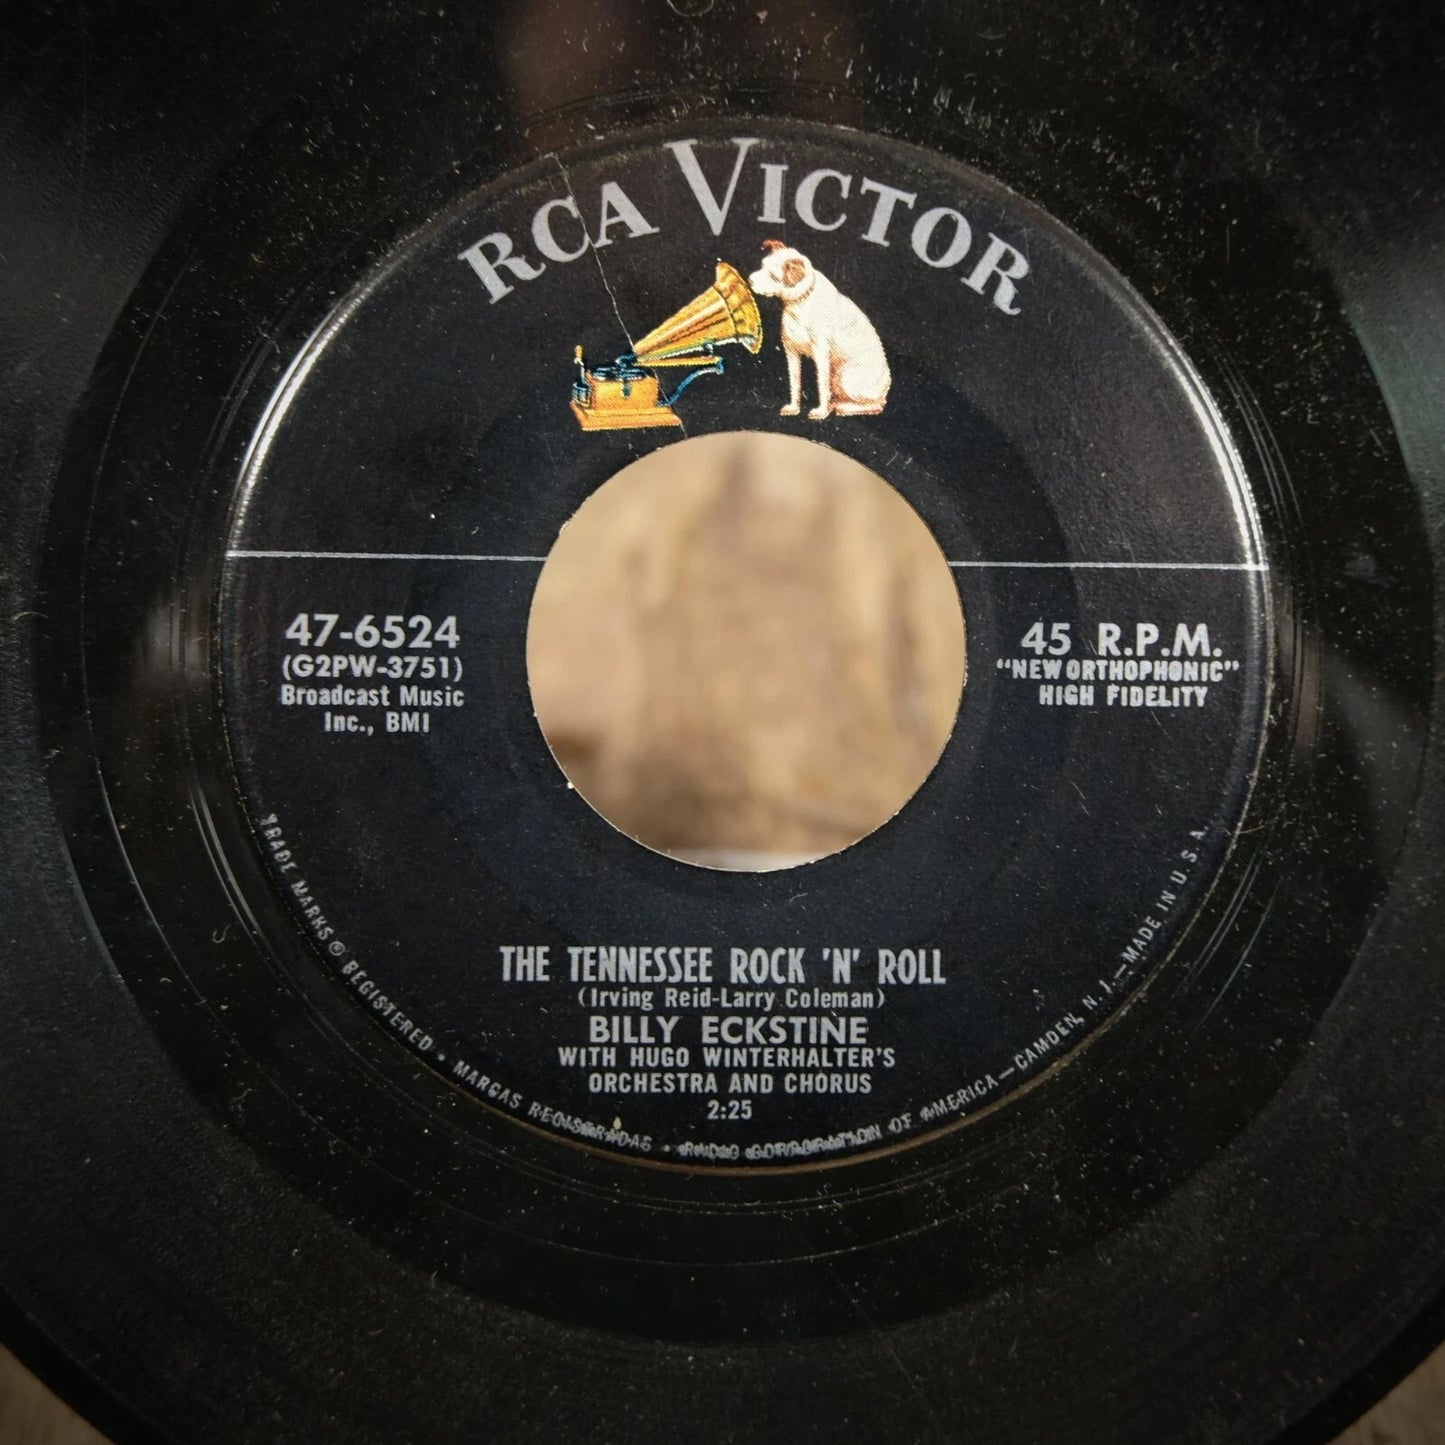 RCA VICTOR
47-6524
(G2PW-3751)
Broadcast Music
Inc., BMI
45 R.P.M.
"NEW ORTHOPHONIC"
HIGH FIDELITY
THE TENNESSEE ROCK 'N' ROLL
(Irving Reid-Larry Coleman)
BILLY ECKSTINE
WITH HUGO WINTERHALTER'S
ORCHESTRA AND CHORUS
2:25
TRADE MARKS ® REGISTERED • MARCAS REGISTRADAS • RADIO CORPORATION OF AMERICA—CAMDEN, N. J.—MADE IN U. S. A.